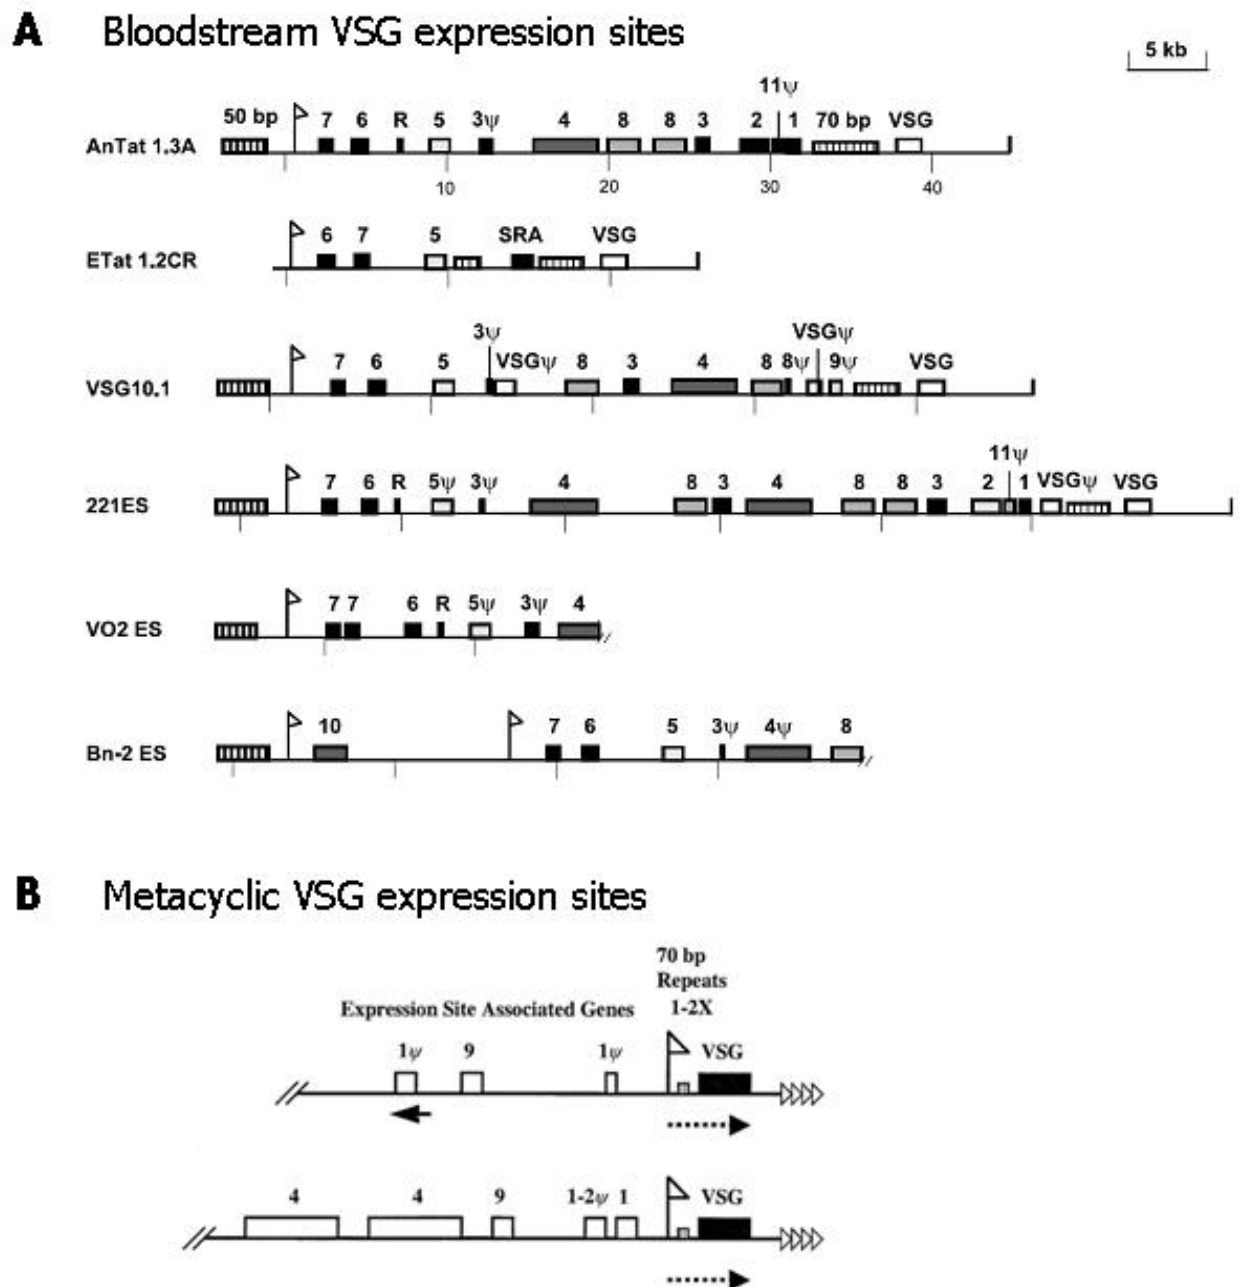 A Bloodstream VSG expression sites
5 kb
11ψ
50 bp 7 6 R 5 3ψ 4 8 8 3 2 1 70 bp VSG
AnTat 1.3A
10 20 30 40
6 7 5 SRA VSG
ETat 1.2CR
3ψ VSGψ
7 6 5 VSGψ 8 3 4 8 8ψ 9ψ VSG
VSG10.1
11ψ
7 6 R 5ψ 3ψ 4 8 3 4 8 8 3 2 1 VSGψ VSG
221ES
7 7 6 R 5ψ 3ψ 4
VO2 ES
10 7 6 5 3ψ 4ψ 8
Bn-2 ES
B Metacyclic VSG expression sites
70 bp
Repeats
Expression Site Associated Genes 1-2X
1ψ 9 1ψ VSG
4 4 9 1-2ψ 1 VSG